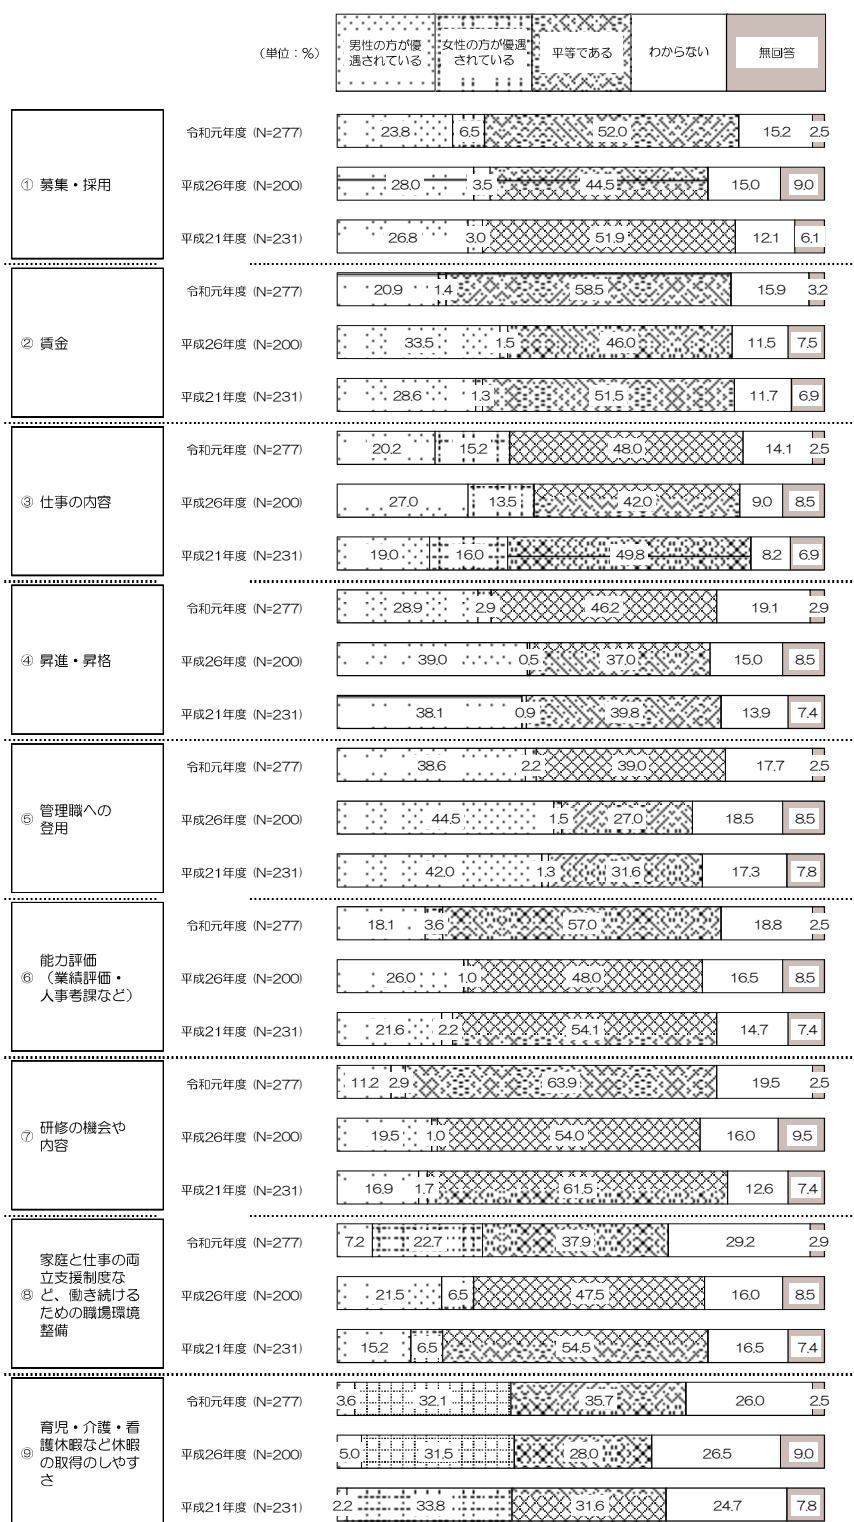 (単位：%)
男性の方が優
遇されている
女性の方が優遇
されている
平等である
わからない
無回答
① 募集・採用
令和元年度 (N=277)
23.8 6.5 52.0 15.2 2.5
平成26年度 (N=200)
28.0 3.5 44.5 15.0 9.0
平成21年度 (N=231)
26.8 3.0 51.9 12.1 6.1
② 賃金
令和元年度 (N=277)
20.9 1.4 58.5 15.9 3.2
平成26年度 (N=200)
33.5 1.5 46.0 11.5 7.5
平成21年度 (N=231)
28.6 1.3 51.5 11.7 6.9
③ 仕事の内容
令和元年度 (N=277)
20.2 15.2 48.0 14.1 2.5
平成26年度 (N=200)
27.0 13.5 42.0 9.0 8.5
平成21年度 (N=231)
19.0 16.0 49.8 8.2 6.9
④ 昇進・昇格
令和元年度 (N=277)
28.9 2.9 46.2 19.1 2.9
平成26年度 (N=200)
39.0 0.5 37.0 15.0 8.5
平成21年度 (N=231)
38.1 0.9 39.8 13.9 7.4
⑤ 管理職への
登用
令和元年度 (N=277)
38.6 2.2 39.0 17.7 2.5
平成26年度 (N=200)
44.5 1.5 27.0 18.5 8.5
平成21年度 (N=231)
42.0 1.3 31.6 17.3 7.8
⑥ 能力評価
（業績評価・
人事考課など）
令和元年度 (N=277)
18.1 3.6 57.0 18.8 2.5
平成26年度 (N=200)
26.0 1.0 48.0 16.5 8.5
平成21年度 (N=231)
21.6 2.2 54.1 14.7 7.4
⑦ 研修の機会や
内容
令和元年度 (N=277)
11.2 2.9 63.9 19.5 2.5
平成26年度 (N=200)
19.5 1.0 54.0 16.0 9.5
平成21年度 (N=231)
16.9 1.7 61.5 12.6 7.4
⑧ 家庭と仕事の両
立支援制度な
ど、働き続ける
ための職場環境
整備
令和元年度 (N=277)
7.2 22.7 37.9 29.2 2.9
平成26年度 (N=200)
21.5 6.5 47.5 16.0 8.5
平成21年度 (N=231)
15.2 6.5 54.5 16.5 7.4
⑨ 育児・介護・看
護休暇など休暇
の取得のしやす
さ
令和元年度 (N=277)
3.6 32.1 35.7 26.0 2.5
平成26年度 (N=200)
5.0 31.5 28.0 26.5 9.0
平成21年度 (N=231)
2.2 33.8 31.6 24.7 7.8